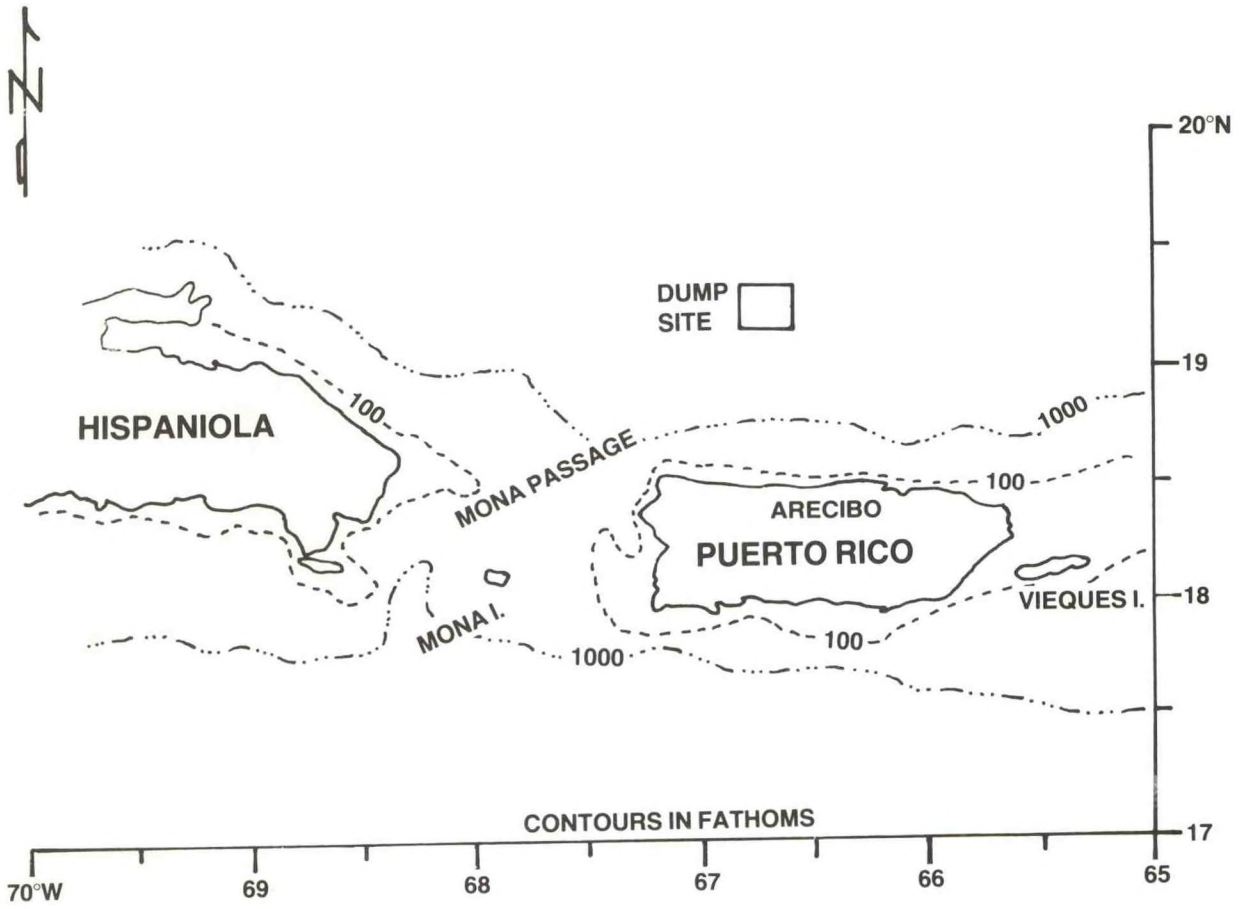 N
20°N
DUMP
SITE
19
1000
100
HISPANIOLA
MONA PASSAGE
100
ARECIBO
PUERTO RICO
MONA I.
VIEQUES I.
18
100
1000
CONTOURS IN FATHOMS
17
70°W
69
68
67
66
65